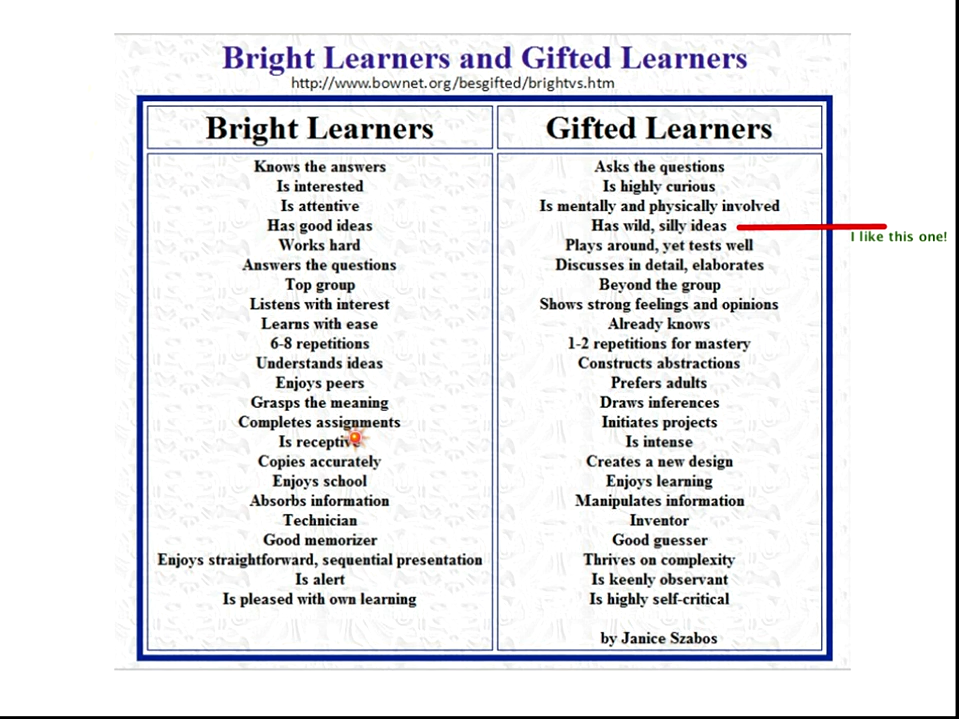 Bright Learners and Gifted Learners
http://www.bownet.org/besgifted/brightvs.htm
Bright Learners
Knows the answers
Is interested
Is attentive
Has good ideas
Works hard
Answers the questions
Top group
Listens with interest
Learns with ease
6-8 repetitions
Understands ideas
Enjoys peers
Grasps the meaning
Completes assignments
Is receptive
Copies accurately
Enjoys school
Absorbs information
Technician
Good memorizer
Enjoys straightforward, sequential presentation
Is alert
Is pleased with own learning
Gifted Learners
Asks the questions
Is highly curious
Is mentally and physically involved
Has wild, silly ideas
I like this one!
Plays around, yet tests well
Discusses in detail, elaborates
Beyond the group
Shows strong feelings and opinions
Already knows
1-2 repetitions for mastery
Constructs abstractions
Prefers adults
Draws inferences
Initiates projects
Is intense
Creates a new design
Enjoys learning
Manipulates information
Inventor
Good guesser
Thrives on complexity
Is keenly observant
Is highly self-critical
by Janice Szabos